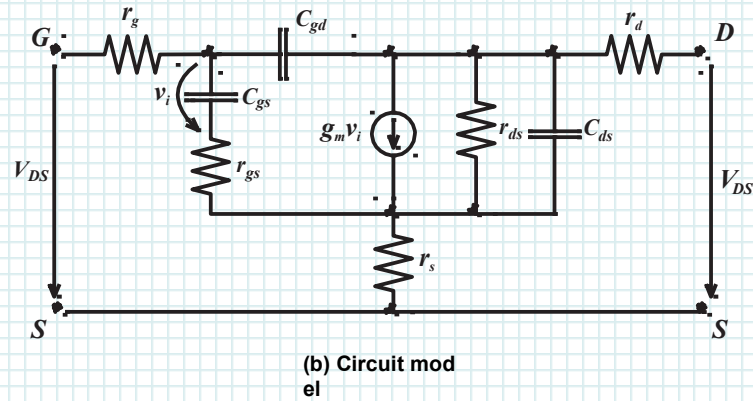 C_gd
r_g
r_d
G
D
v_i
C_gs
g_m v_i
r_ds
C_ds
r_gs
V_DS
V_DS
r_s
S
S
(b) Circuit mod
el